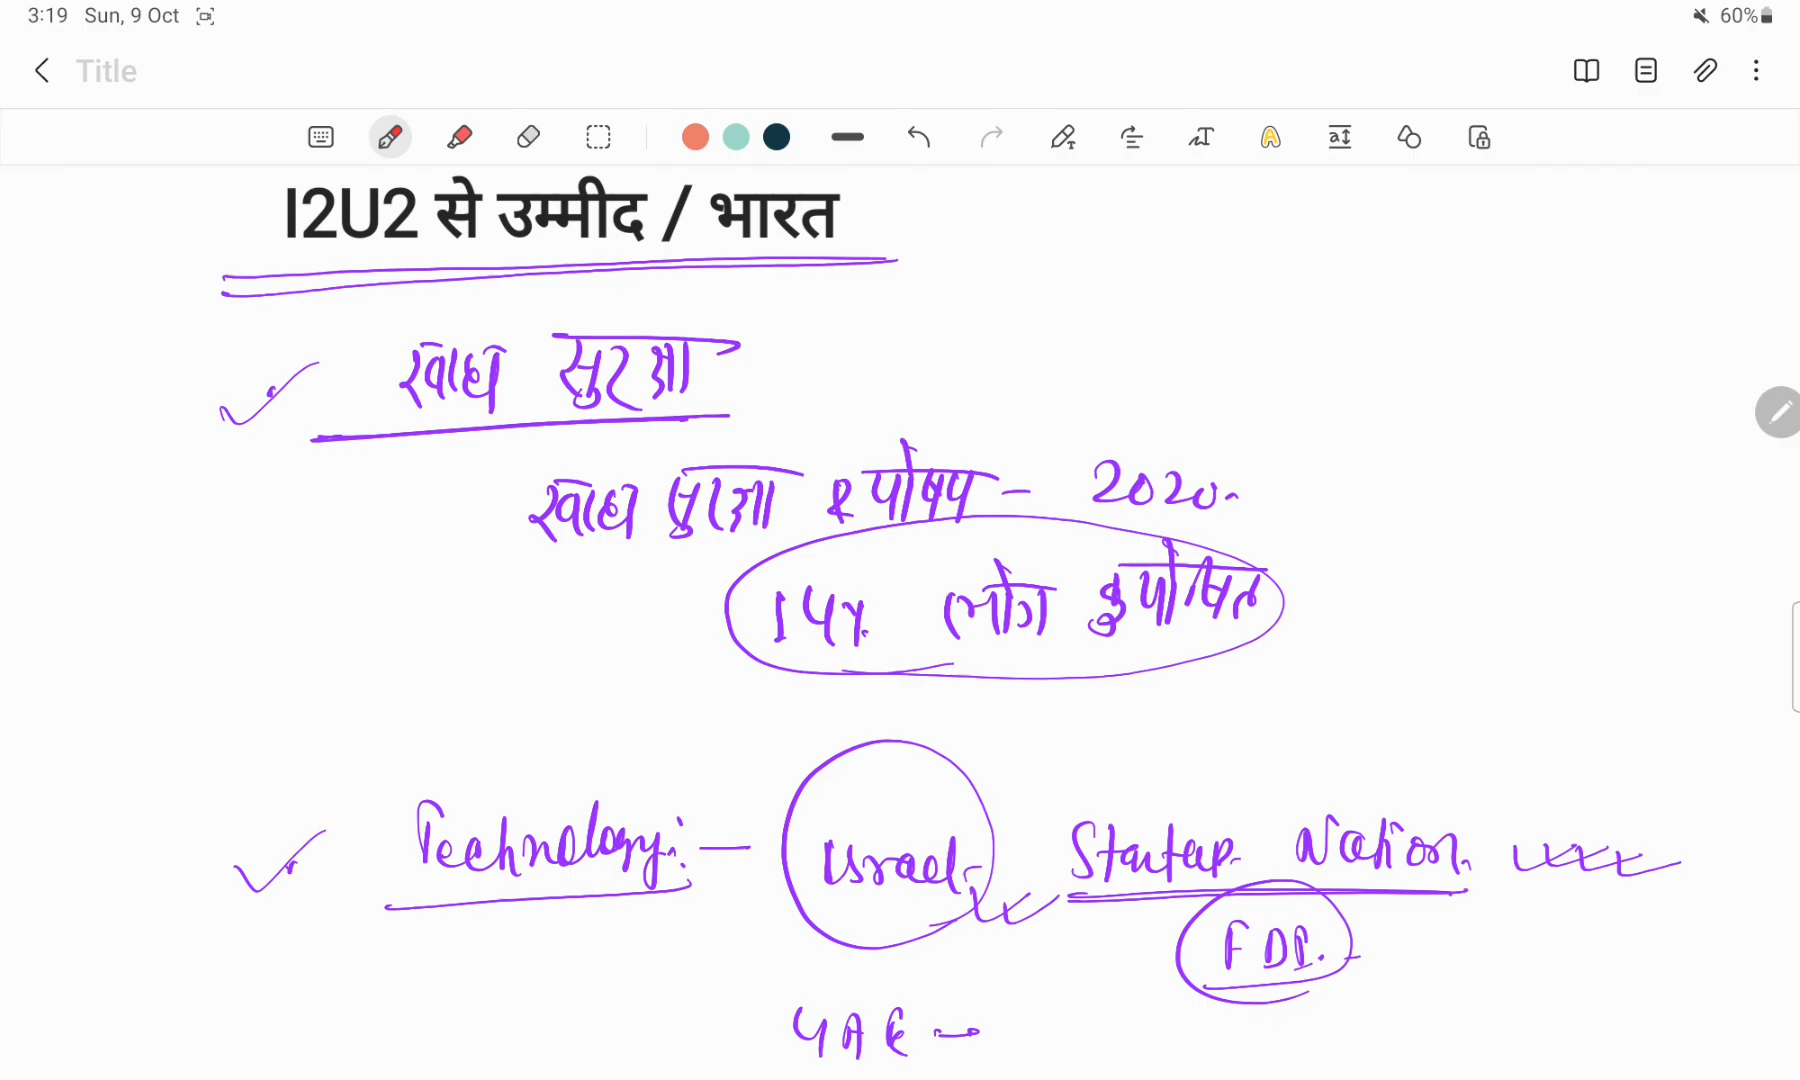 3:19 Sun, 9 Oct 60%
Title
I2U2 से उम्मीद / भारत
खाद्य सुरक्षा
खाद्य सुरक्षा & पोषण - 2020
14% लोग कुपोषित
Technology :- Israel Startup Nation
FDI
UAE